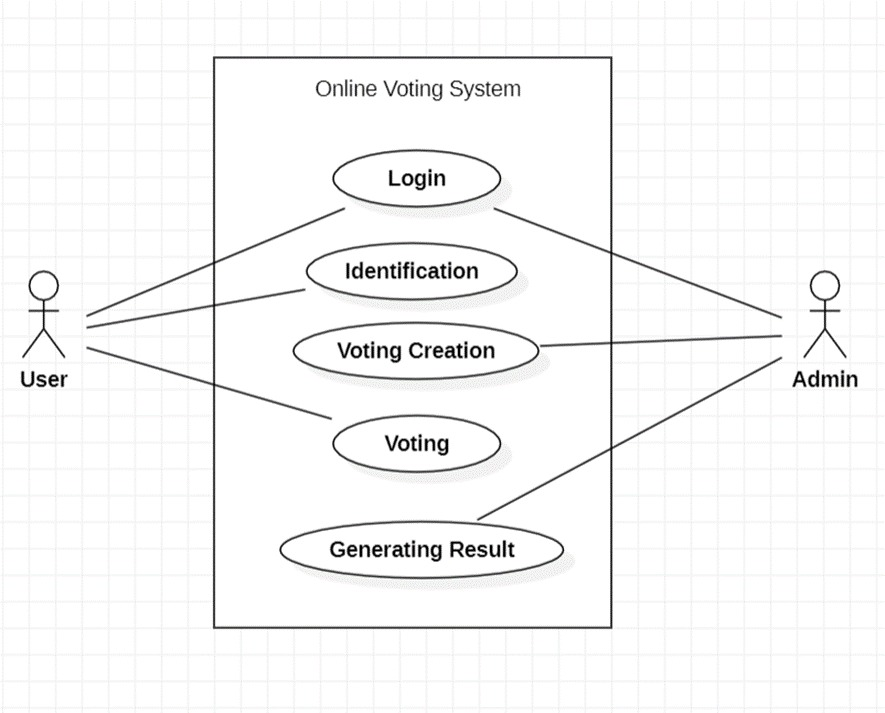 Online Voting System
Login
Identification
Voting Creation
User
Admin
Voting
Generating Result